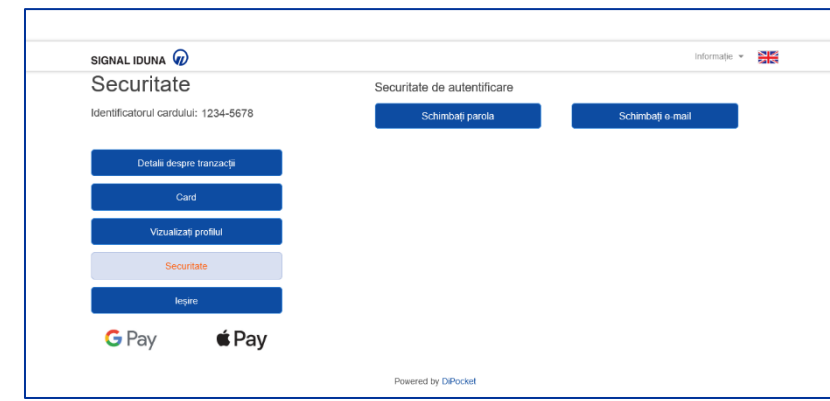 SIGNAL IDUNA
Informație
Securitate
Identificatorul cardului: 1234-5678
Securitate de autentificare
Schimbați parola
Schimbați e-mail
Detalii despre tranzacții
Card
Vizualizați profilul
Securitate
Ieșire
G Pay
Pay
Powered by DiPocket